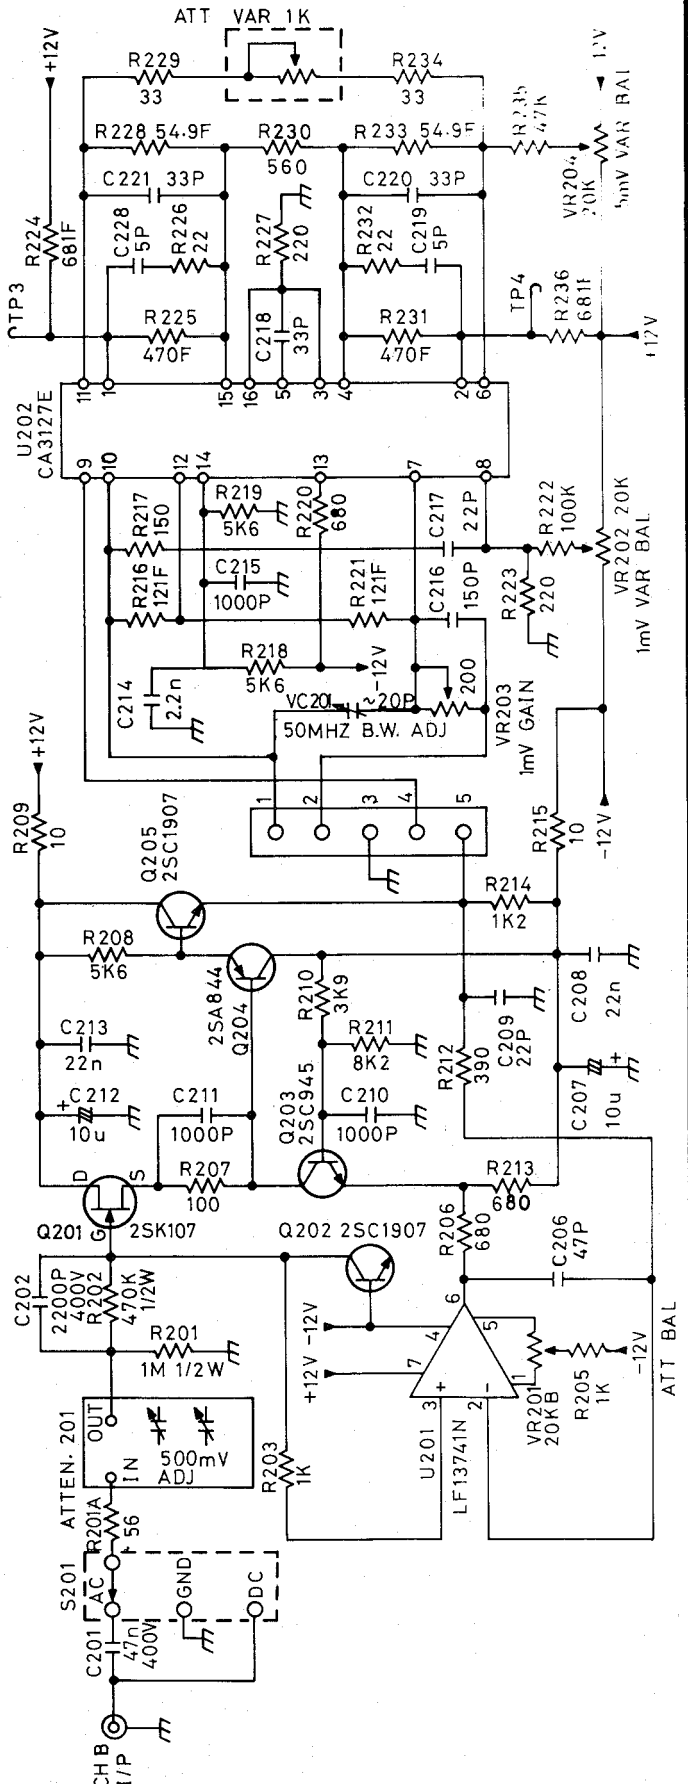 ATT VAR 1K
+12V
R229
33
R234
33
-12V
5mV VAR BAL
R228 54.9F
R230
560
R233 54.9F
R235
47K
VR204
20K
C221 33P
C220 33P
R224
681F
C228
5P
R226
22
R227
220
R232
22
C219
5P
TP3
R225
470F
C218
33P
R231
470F
TP4
R236
681F
+12V
11
1
15
16
5
3
4
2
6
U202
CA3127E
9
10
12
14
13
7
8
R217
150
R219
5K6
R220
680
C217
22P
R222
100K
VR202 20K
1mV VAR BAL
R216
121F
C215
1000P
R221
121F
C216
150P
R223
220
R218
5K6
-12V
C214
2.2n
VC201 ~20P
50MHZ B.W. ADJ
200
VR203
1mV GAIN
+12V
R209
10
1
2
3
4
5
R215
10
-12V
Q205
2SC1907
R214
1K2
R208
5K6
2SA844
Q204
R210
3K9
C208
22n
C213
22n
R211
8K2
R212
390
C209
22P
+
C212
10u
C211
1000P
Q203
2SC945
C210
1000P
C207
10u
+
D
S
G
R207
100
R213
680
Q201
2SK107
Q202 2SC1907
R206
680
C206
47P
C202
2200P
400V
R202
470K
1/2W
R201
1M 1/2W
-12V
+12V
6
4
5
7
1
3
+
2
-
U201
LF13741N
VR201
20KB
R205
1K
-12V
ATT BAL
ATTEN. 201
OUT
IN
500mV
ADJ
R203
1K
R201A
56
S201
AC
GND
DC
C201
47n
400V
CH B
I/P